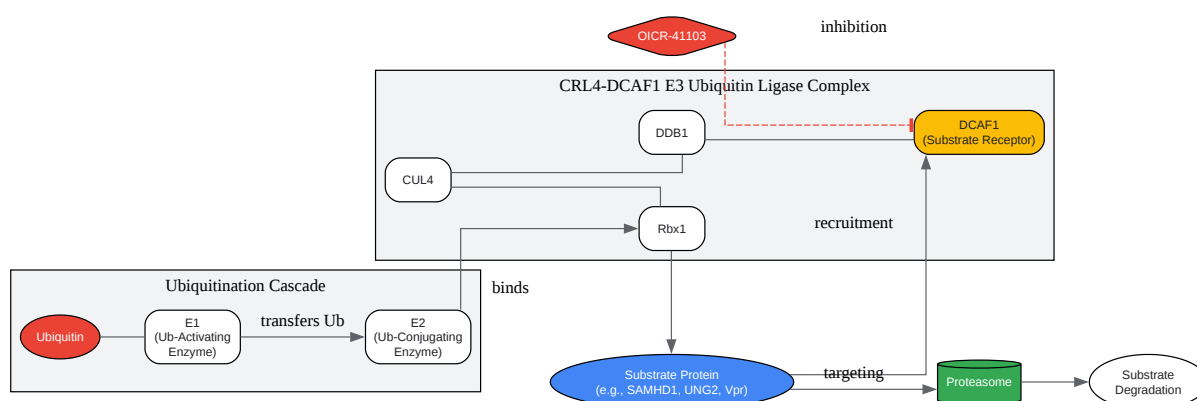 OICR-41103
inhibition
CRL4-DCAF1 E3 Ubiquitin Ligase Complex
DDB1
DCAF1
(Substrate Receptor)
CUL4
Rbx1
recruitment
Ubiquitination Cascade
binds
Ubiquitin
E1
(Ub-Activating
Enzyme)
transfers Ub
E2
(Ub-Conjugating
Enzyme)
Substrate Protein
(e.g., SAMHD1, UNG2, Vpr)
targeting
Proteasome
Substrate
Degradation